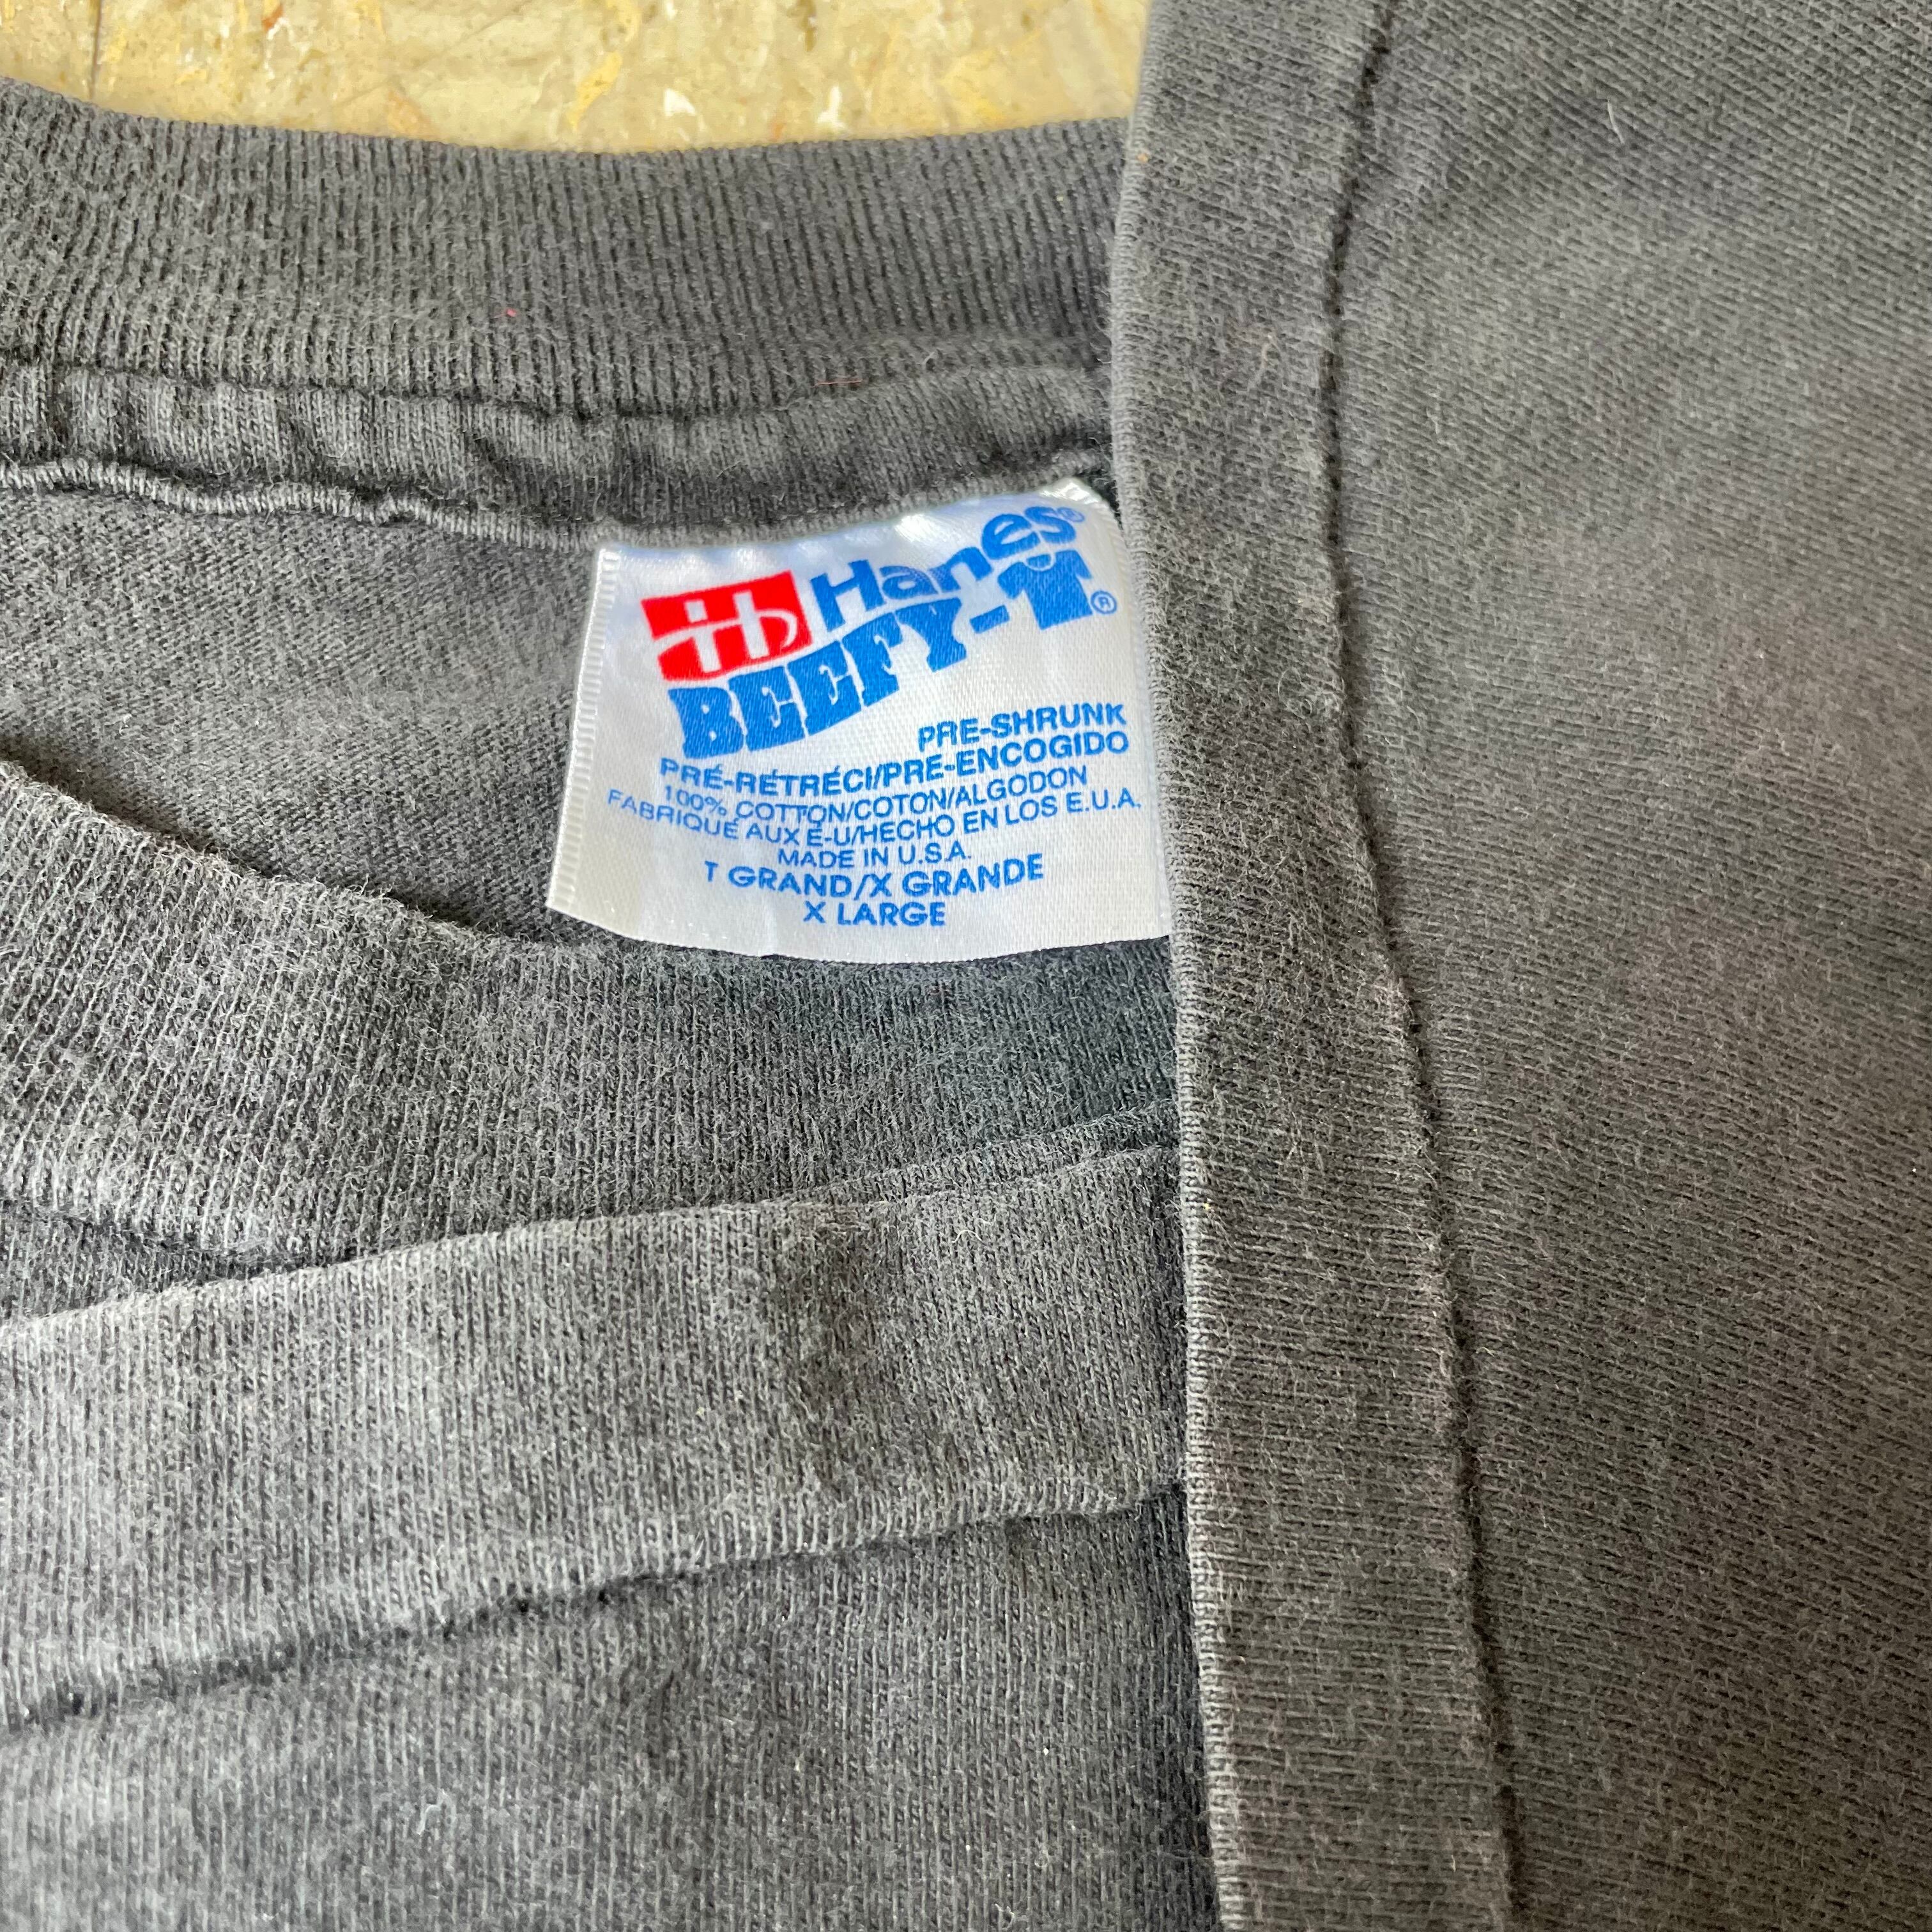 Hanes®
BEEFY-T®
PRE-SHRUNK
PRÉ-RÉTRÉCI/PRE-ENCOGIDO
100% COTTON/COTON/ALGODON
FABRIQUÉ AUX É-U/HECHO EN LOS E.U.A.
MADE IN U.S.A.
T GRAND/X GRANDE
X LARGE